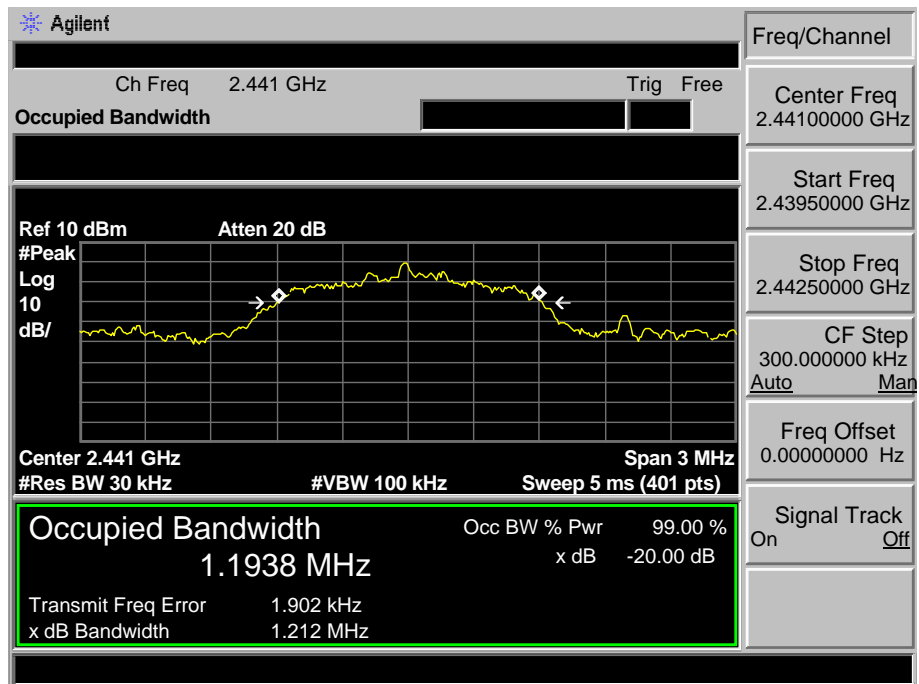 Agilent
Freq/Channel
Ch Freq 2.441 GHz Trig Free
Occupied Bandwidth
Center Freq
2.44100000 GHz
Start Freq
2.43950000 GHz
Ref 10 dBm Atten 20 dB
#Peak
Log
10
dB/
Stop Freq
2.44250000 GHz
CF Step
300.000000 kHz
Auto Man
Freq Offset
0.00000000 Hz
Center 2.441 GHz Span 3 MHz
#Res BW 30 kHz #VBW 100 kHz Sweep 5 ms (401 pts)
Signal Track
On Off
Occupied Bandwidth Occ BW % Pwr 99.00 %
1.1938 MHz x dB -20.00 dB
Transmit Freq Error 1.902 kHz
x dB Bandwidth 1.212 MHz